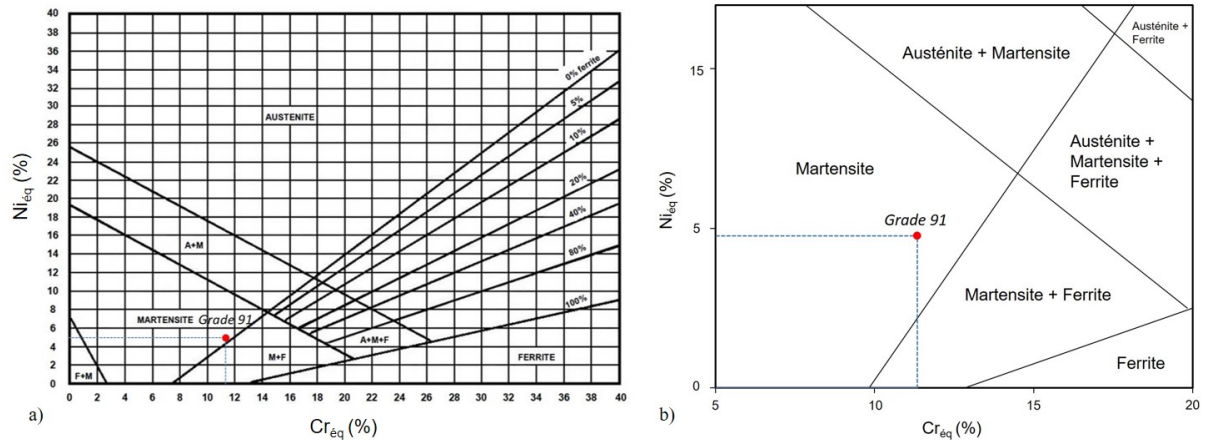 Ni_éq (%)
40
38
36
34
32
30
28
26
24
22
20
18
16
14
12
10
8
6
4
2
0
0% ferrite
5%
10%
20%
40%
80%
100%
AUSTENITE
A+M
MARTENSITE
Grade 91
A+M+F
M+F
FERRITE
F+M
0 2 4 6 8 10 12 14 16 18 20 22 24 26 28 30 32 34 36 38 40
a)
Cr_éq (%)
Ni_éq (%)
15
5
0
Austénite +
Ferrite
Austénite + Martensite
Austénite +
Martensite +
Ferrite
Martensite
Grade 91
Martensite + Ferrite
Ferrite
5 10 15 20
b)
Cr_éq (%)